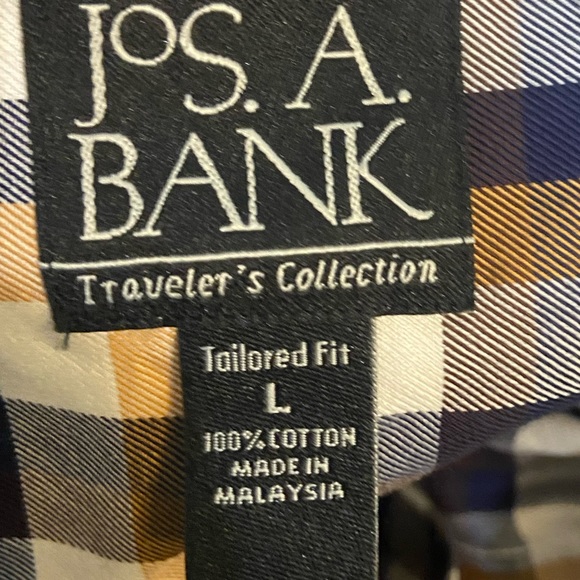 JoS. A.
BANK
Traveler's Collection
Tailored Fit
L
100% COTTON
MADE IN
MALAYSIA